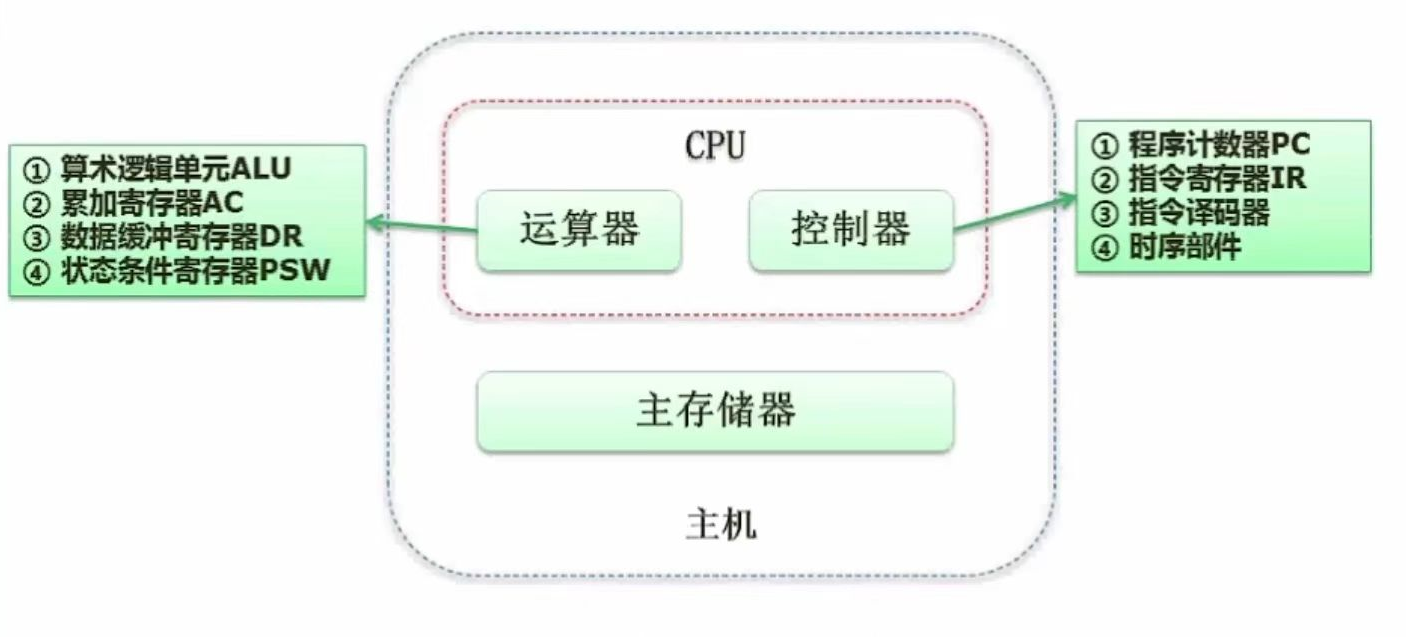 CPU
① 算术逻辑单元ALU
② 累加寄存器AC
③ 数据缓冲寄存器DR
④ 状态条件寄存器PSW
运算器
控制器
① 程序计数器PC
② 指令寄存器IR
③ 指令译码器
④ 时序部件
主存储器
主机